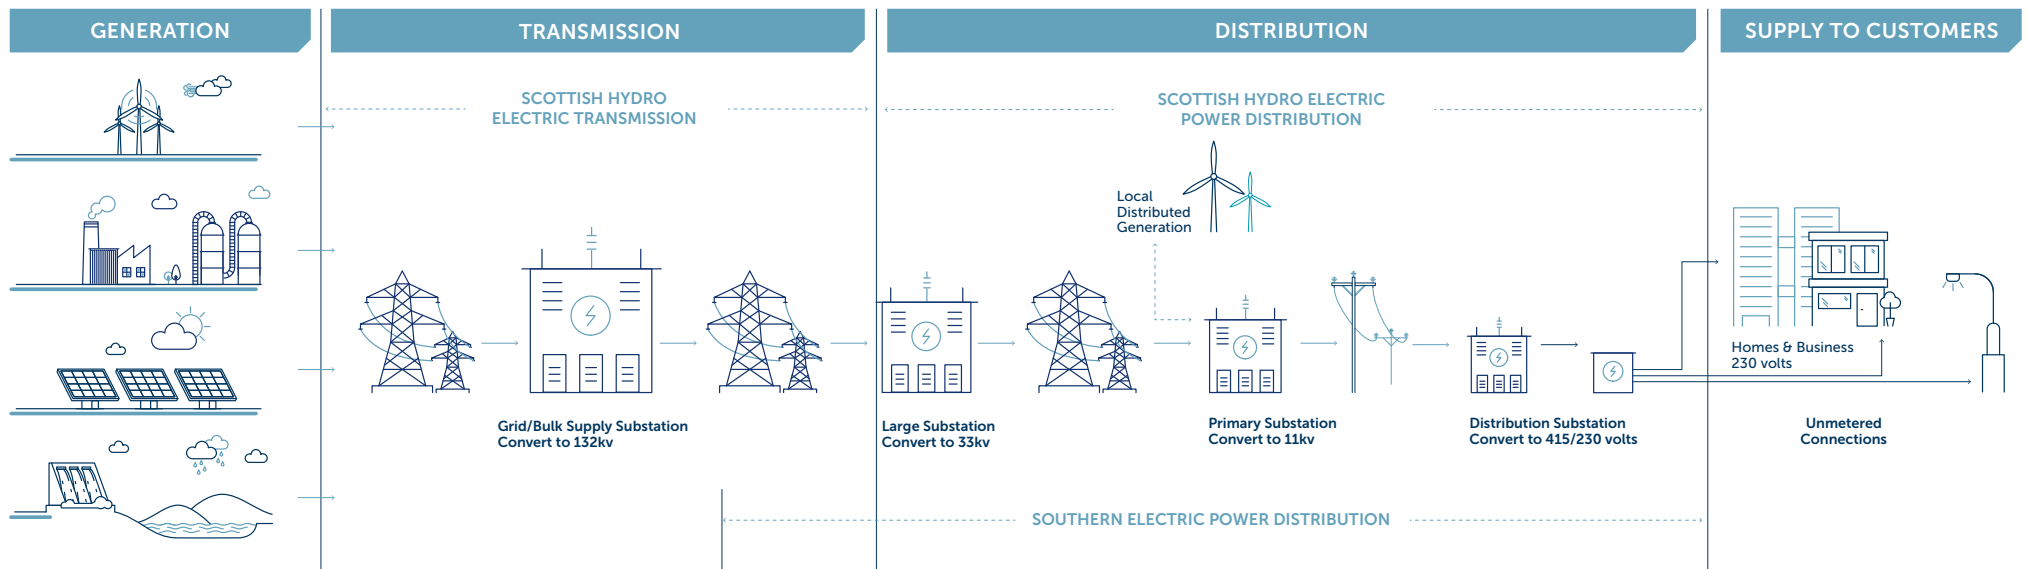 GENERATION
TRANSMISSION
DISTRIBUTION
SUPPLY TO CUSTOMERS
SCOTTISH HYDRO
ELECTRIC TRANSMISSION
SCOTTISH HYDRO ELECTRIC
POWER DISTRIBUTION
Local
Distributed
Generation
Homes & Business
230 volts
Grid/Bulk Supply Substation
Convert to 132kv
Large Substation
Convert to 33kv
Primary Substation
Convert to 11kv
Distribution Substation
Convert to 415/230 volts
Unmetered
Connections
SOUTHERN ELECTRIC POWER DISTRIBUTION